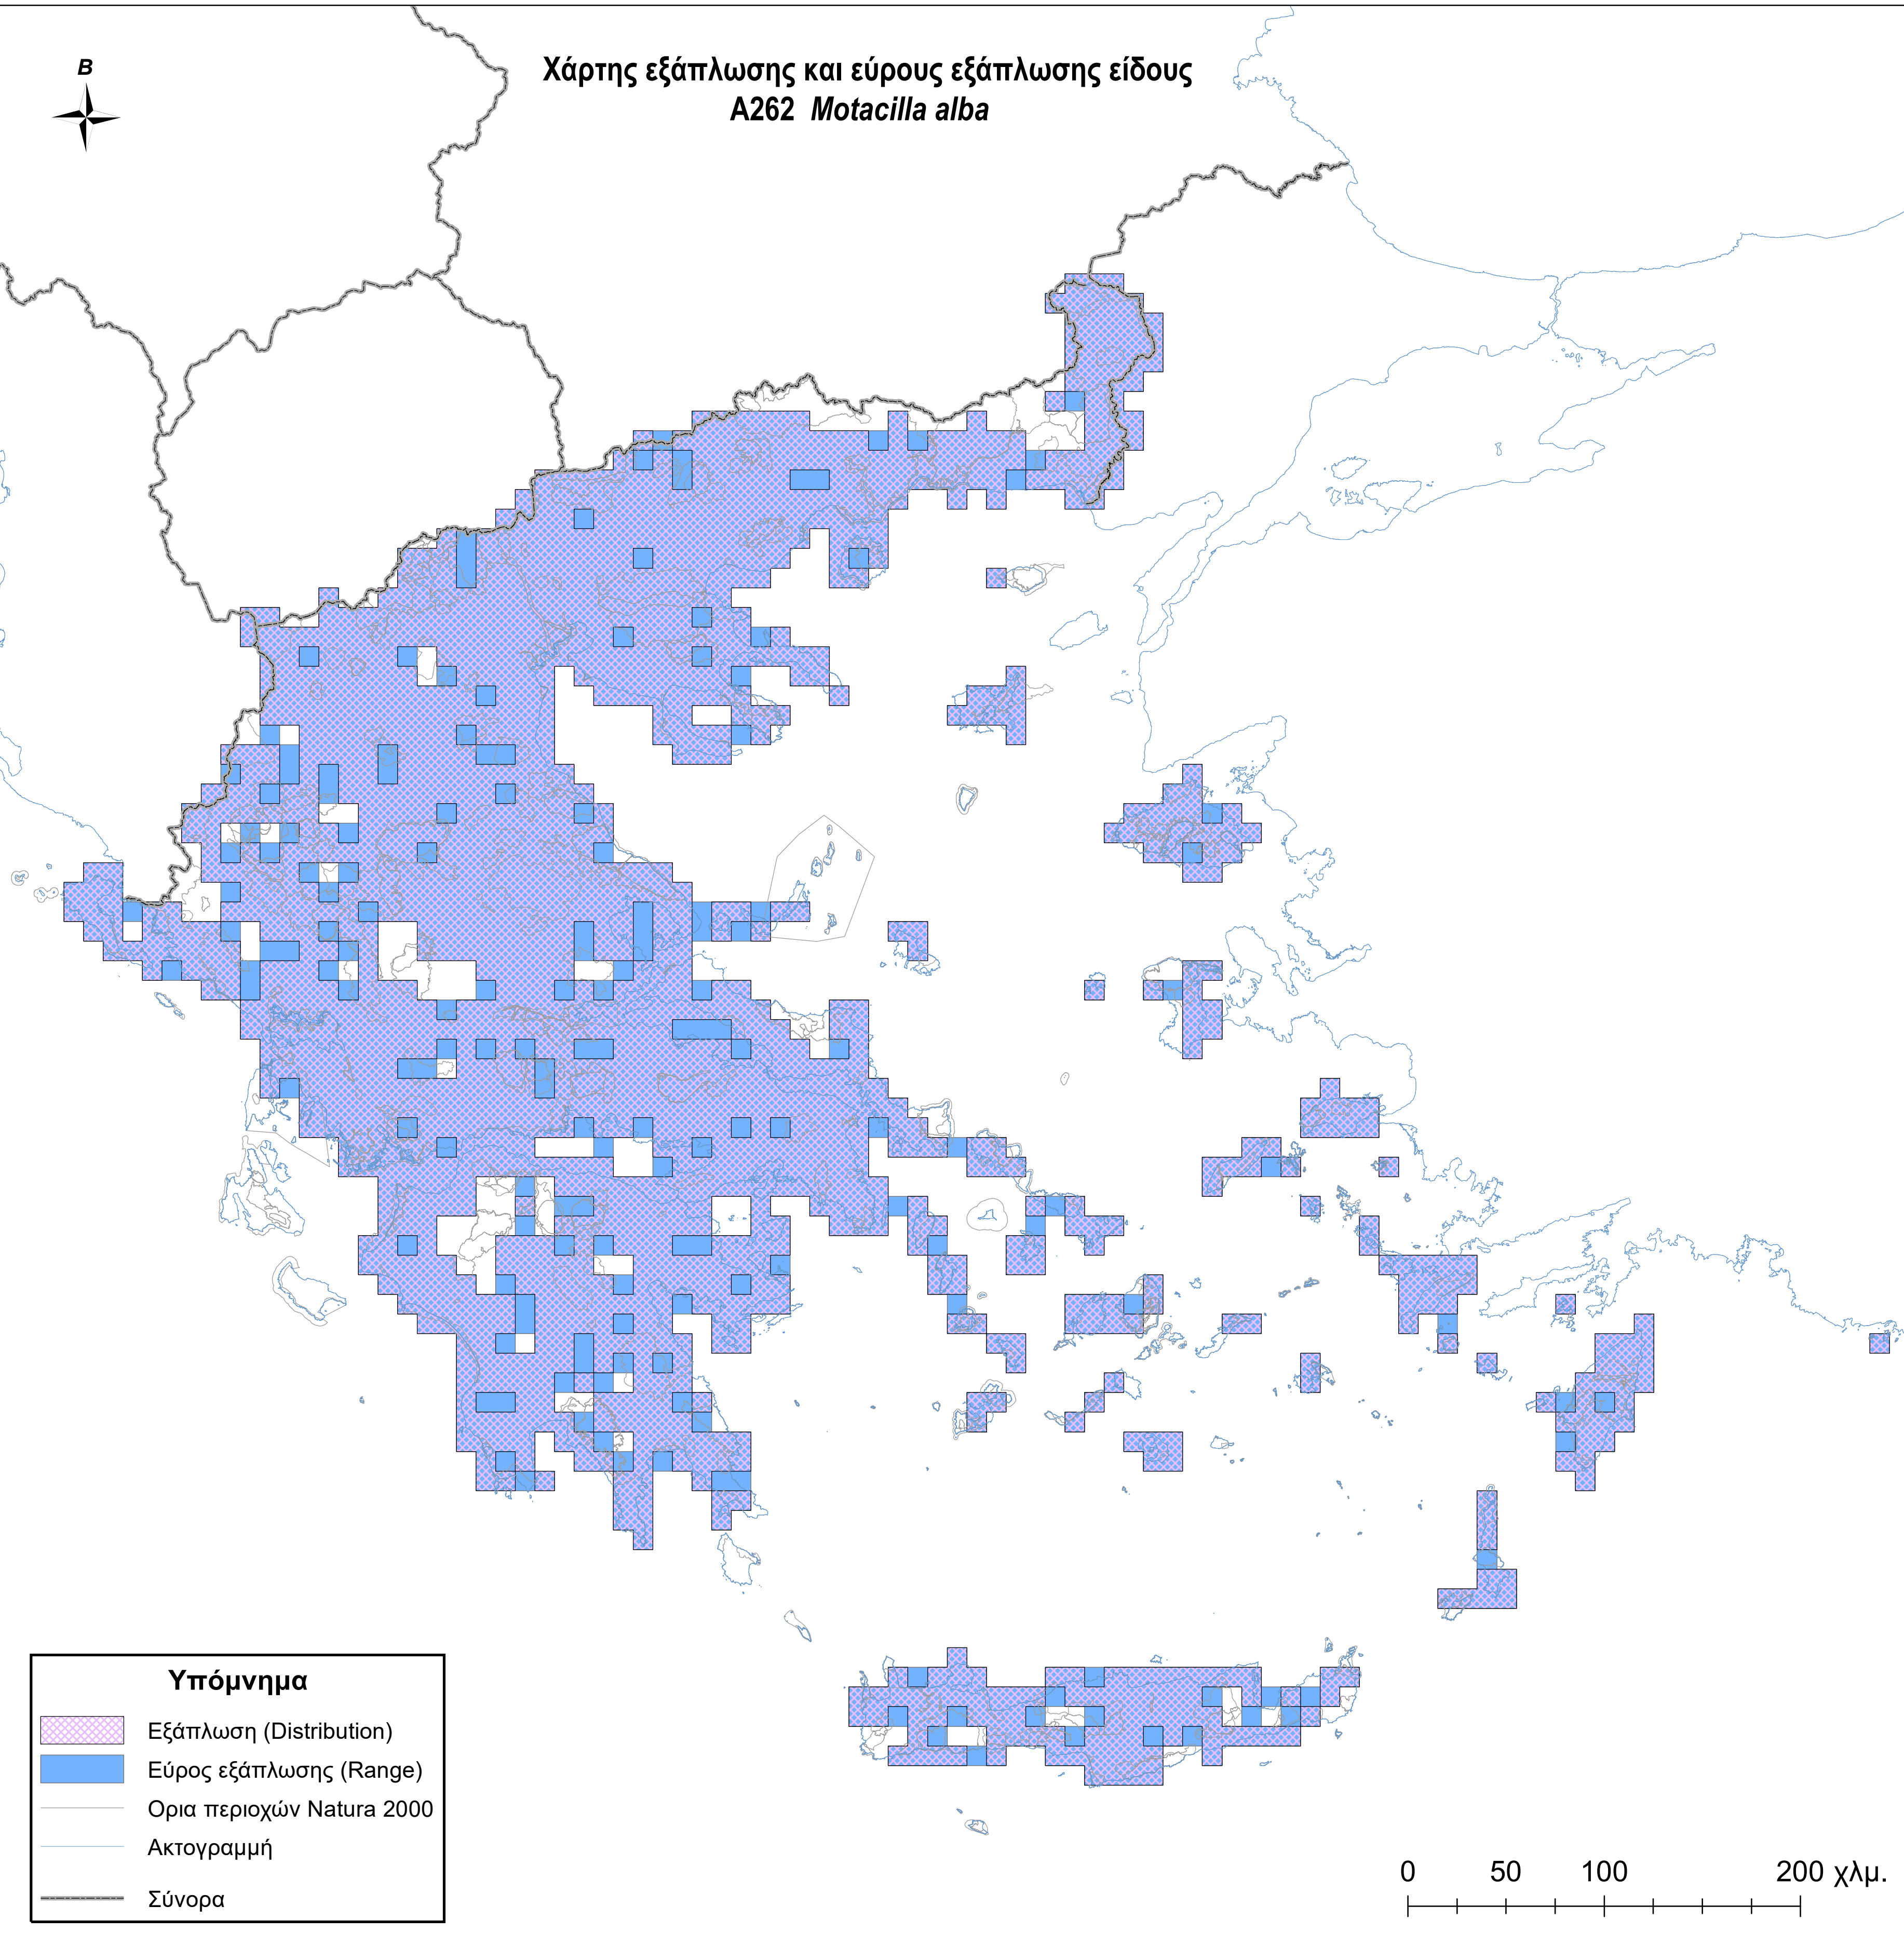 B
Χάρτης εξάπλωσης και εύρους εξάπλωσης είδους
A262 Motacilla alba
Υπόμνημα
Εξάπλωση (Distribution)
Εύρος εξάπλωσης (Range)
Ορια περιοχών Natura 2000
Ακτογραμμή
Σύνορα
0 50 100 200 χλμ.